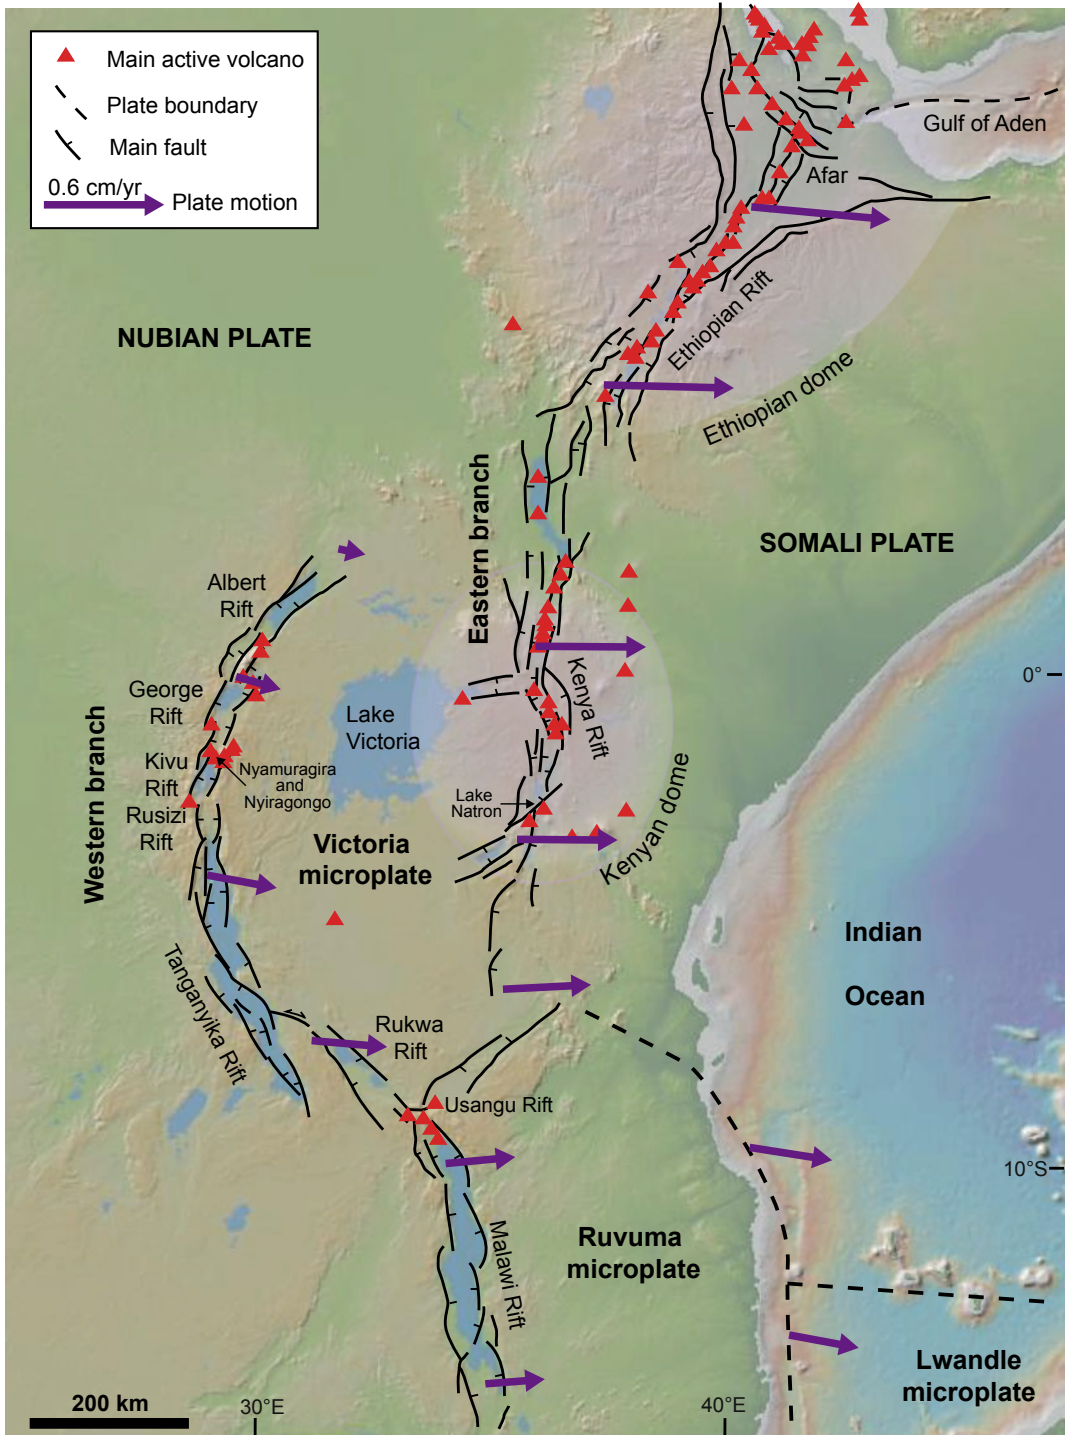 Main active volcano
Plate boundary
Main fault
0.6 cm/yr
Plate motion
Gulf of Aden
Afar
Ethiopian Rift
Ethiopian dome
NUBIAN PLATE
SOMALI PLATE
Eastern branch
Albert
Rift
George
Rift
Kivu
Rift
Rusizi
Rift
Western branch
Nyamuragira
and
Nyiragongo
Lake
Victoria
Kenya Rift
Lake
Natron
Kenyan dome
Victoria
microplate
0°
Indian
Ocean
Tanganyika Rift
Rukwa
Rift
Usangu Rift
10°S
Malawi Rift
Ruvuma
microplate
Lwandle
microplate
200 km
30°E
40°E